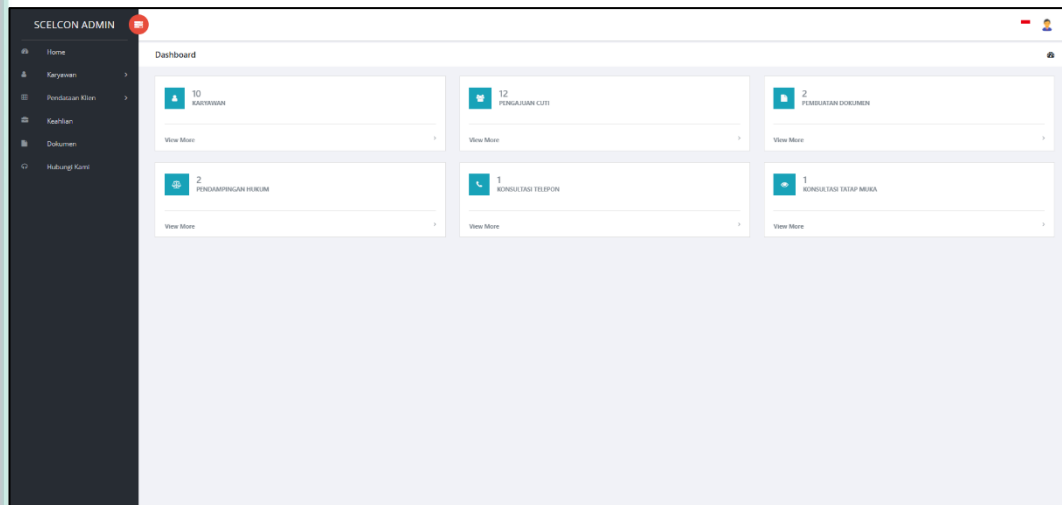 SCELCON ADMIN
Home
Karyawan
Pendataan Klien
Keahlian
Dokumen
Hubungi Kami
Dashboard
10
KARYAWAN
View More
12
PENGAJUAN CUTI
View More
2
PEMBUATAN DOKUMEN
View More
2
PENDAMPINGAN HUKUM
View More
1
KONSULTASI TELEPON
View More
1
KONSULTASI TATAP MUKA
View More